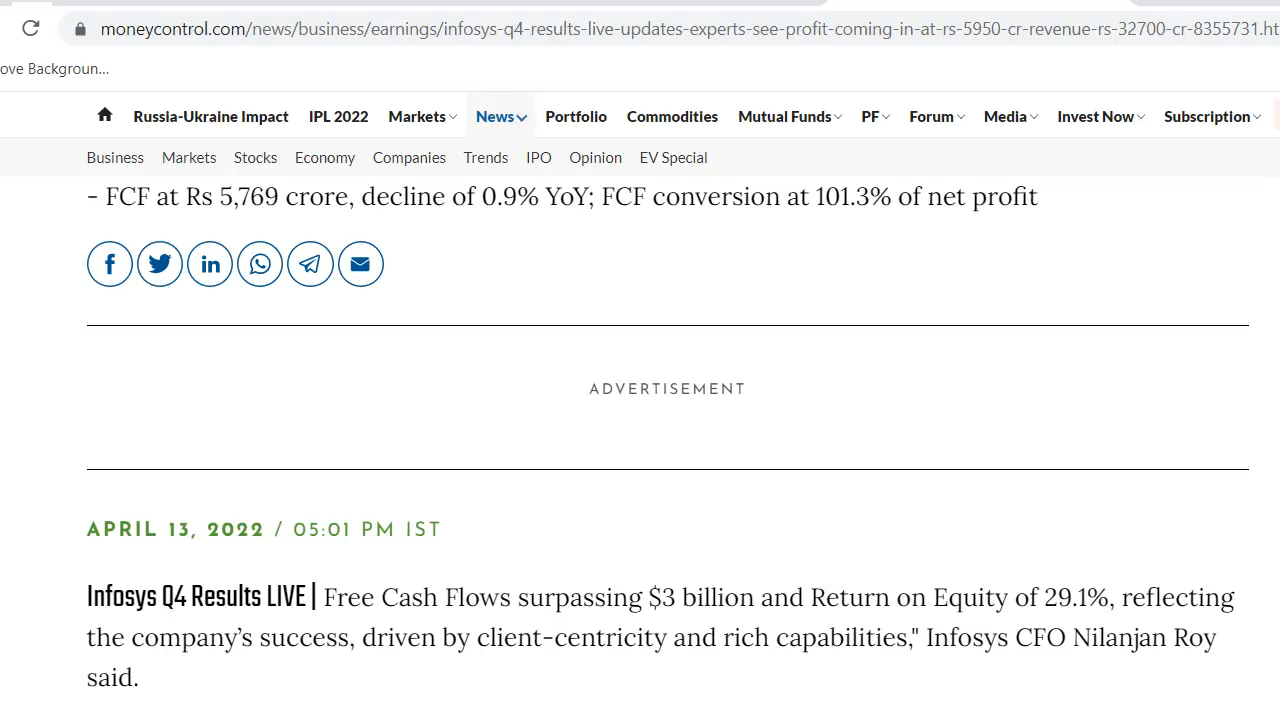 moneycontrol.com/news/business/earnings/infosys-q4-results-live-updates-experts-see-profit-coming-in-at-rs-5950-cr-revenue-rs-32700-cr-8355731.ht
ove Backgroun...
Russia-Ukraine Impact IPL 2022 Markets News Portfolio Commodities Mutual Funds PF Forum Media Invest Now Subscription
Business Markets Stocks Economy Companies Trends IPO Opinion EV Special
- FCF at Rs 5,769 crore, decline of 0.9% YoY; FCF conversion at 101.3% of net profit
ADVERTISEMENT
APRIL 13, 2022 / 05:01 PM IST
Infosys Q4 Results LIVE | Free Cash Flows surpassing $3 billion and Return on Equity of 29.1%, reflecting
the company’s success, driven by client-centricity and rich capabilities," Infosys CFO Nilanjan Roy
said.